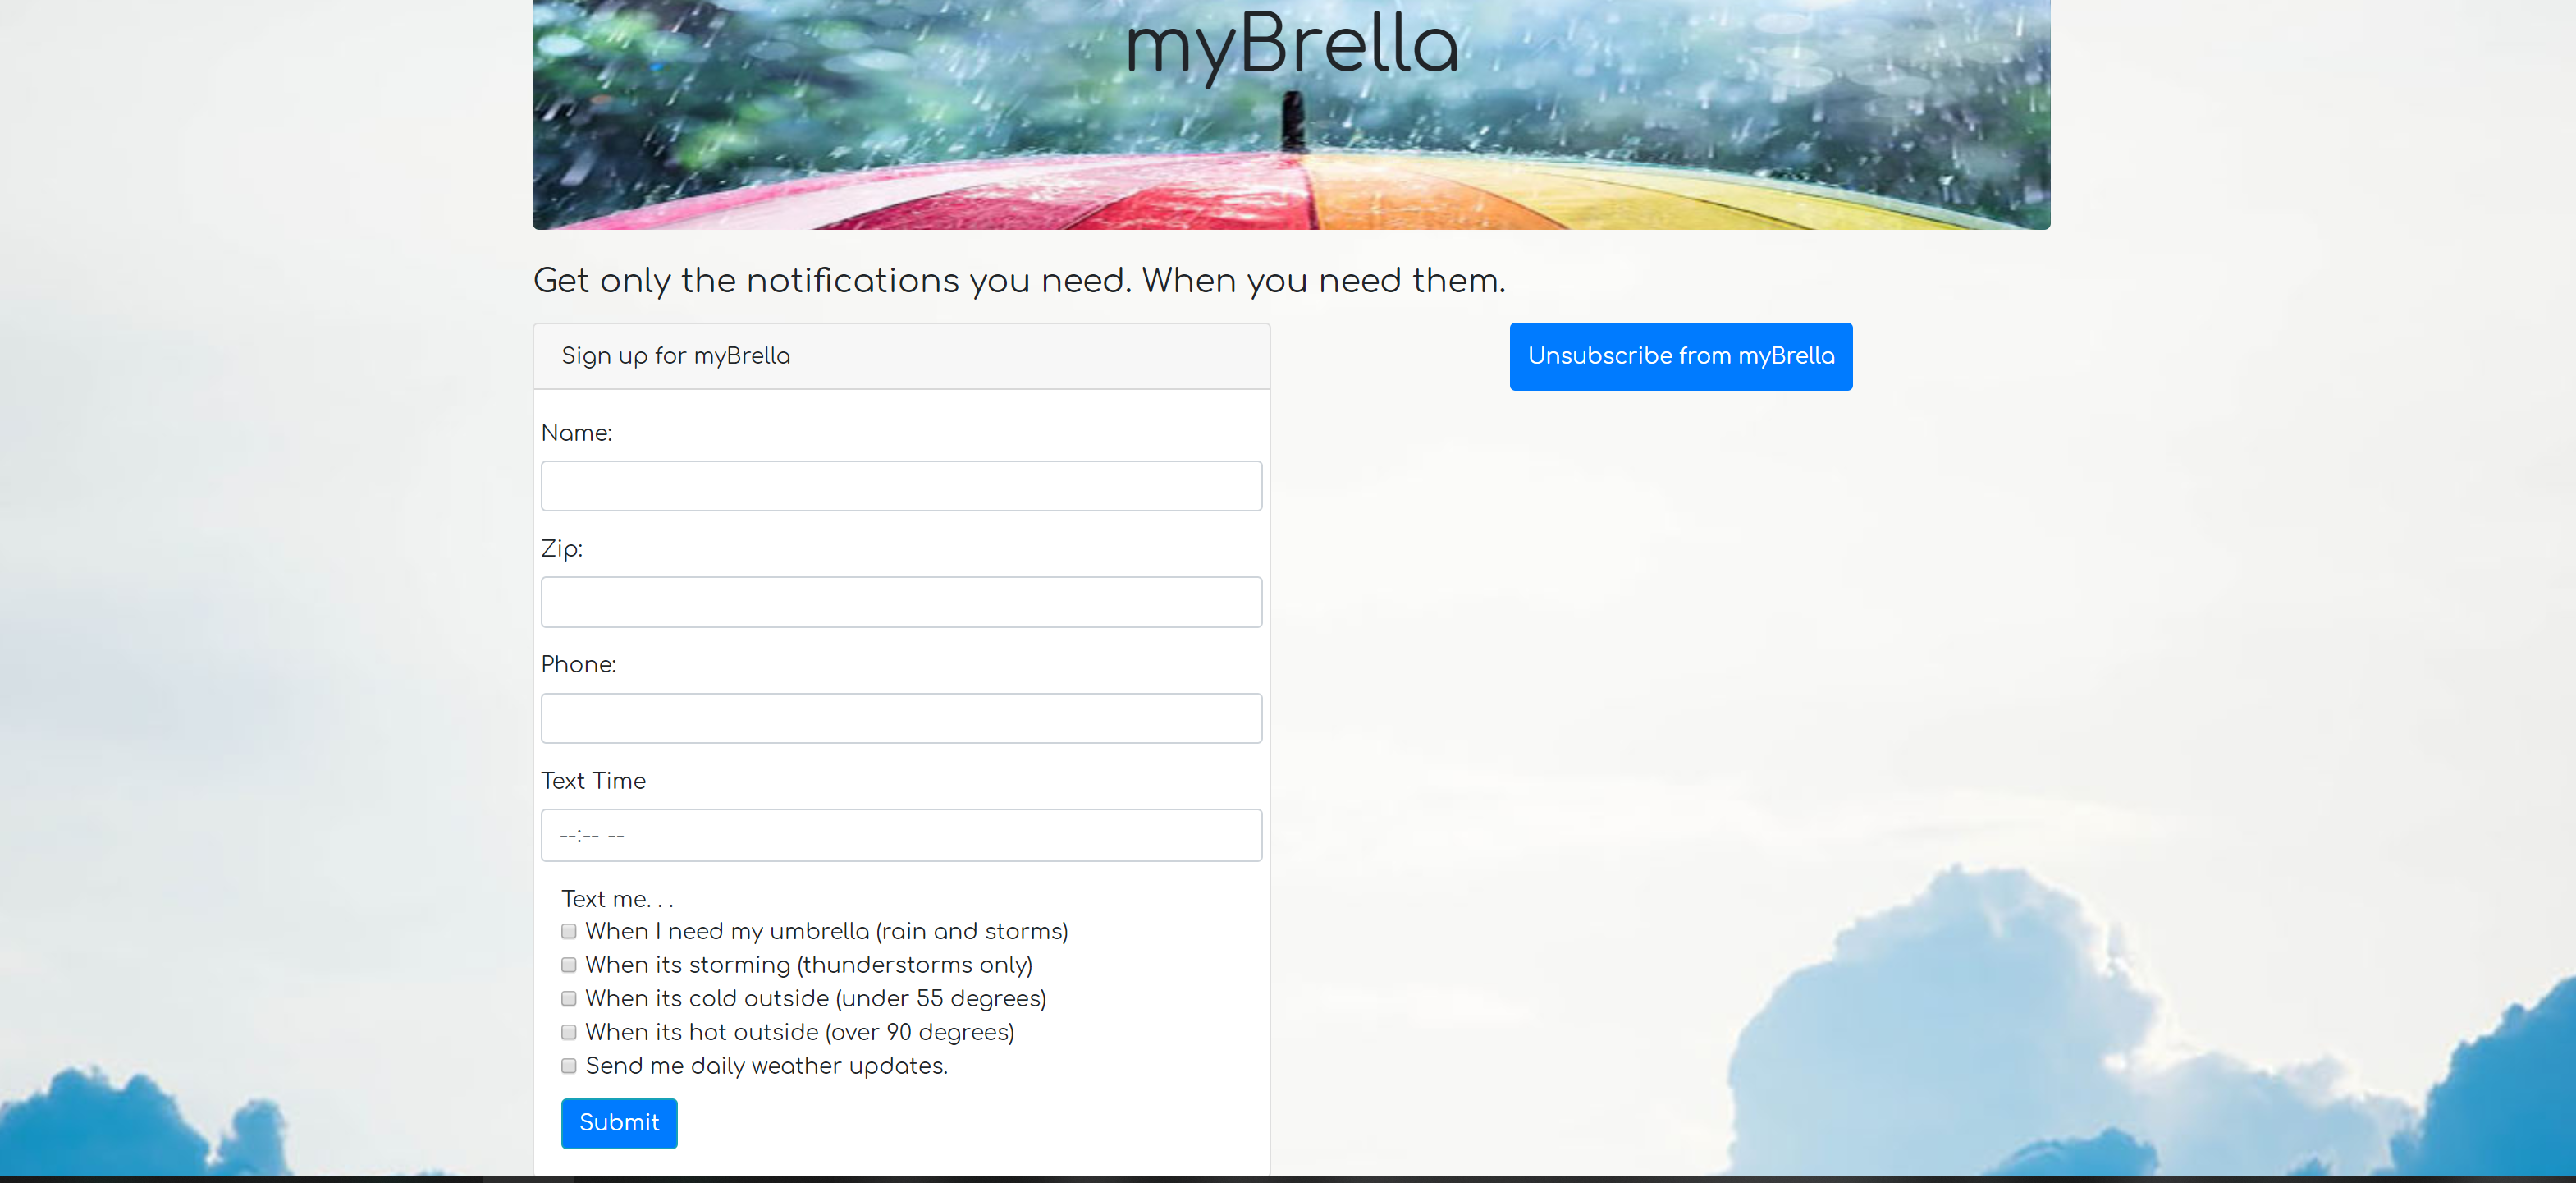 myBrella
Get only the notifications you need. When you need them.
Sign up for myBrella
Unsubscribe from myBrella
Name:
Zip:
Phone:
Text Time
--:-- --
Text me. . .
When I need my umbrella (rain and storms)
When its storming (thunderstorms only)
When its cold outside (under 55 degrees)
When its hot outside (over 90 degrees)
Send me daily weather updates.
Submit